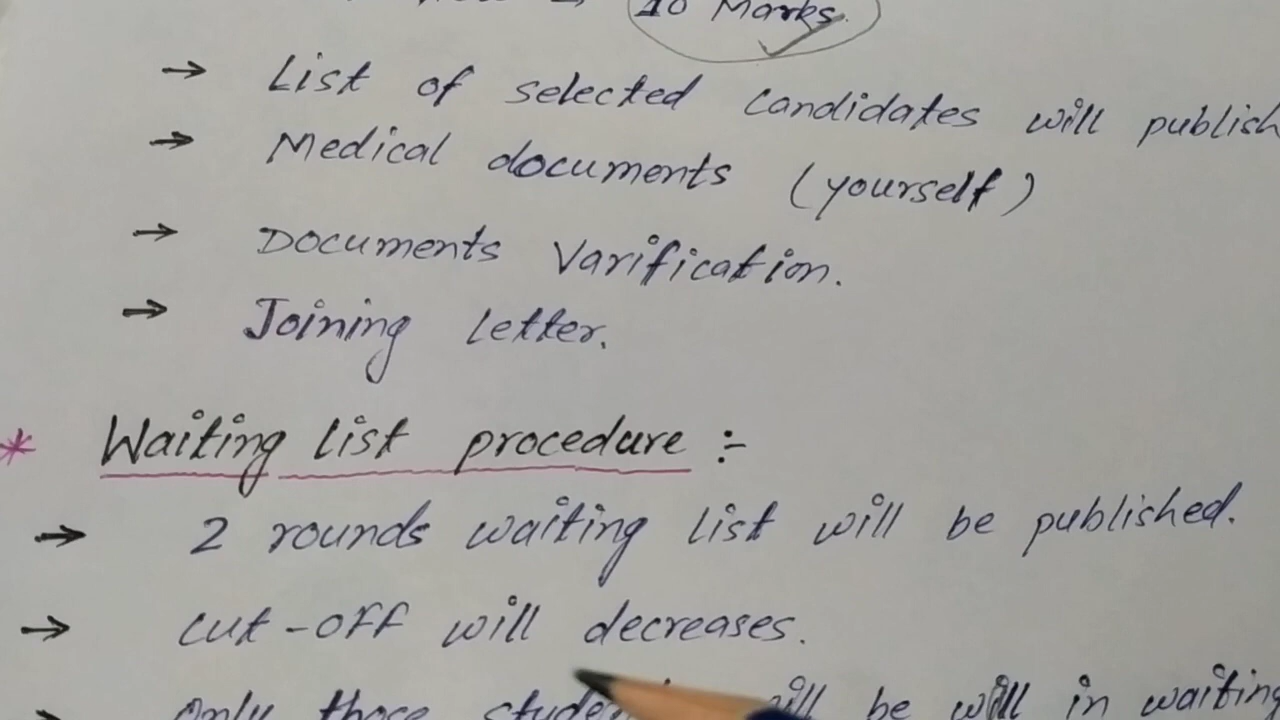 10 Marks.
→ List of selected candidates will publish
→ Medical documents (yourself)
→ Documents Varification.
→ Joining letter.
* Waiting list procedure :-
→ 2 rounds waiting list will be published.
→ cut-off will decreases.
→ Only those will be will in waiting